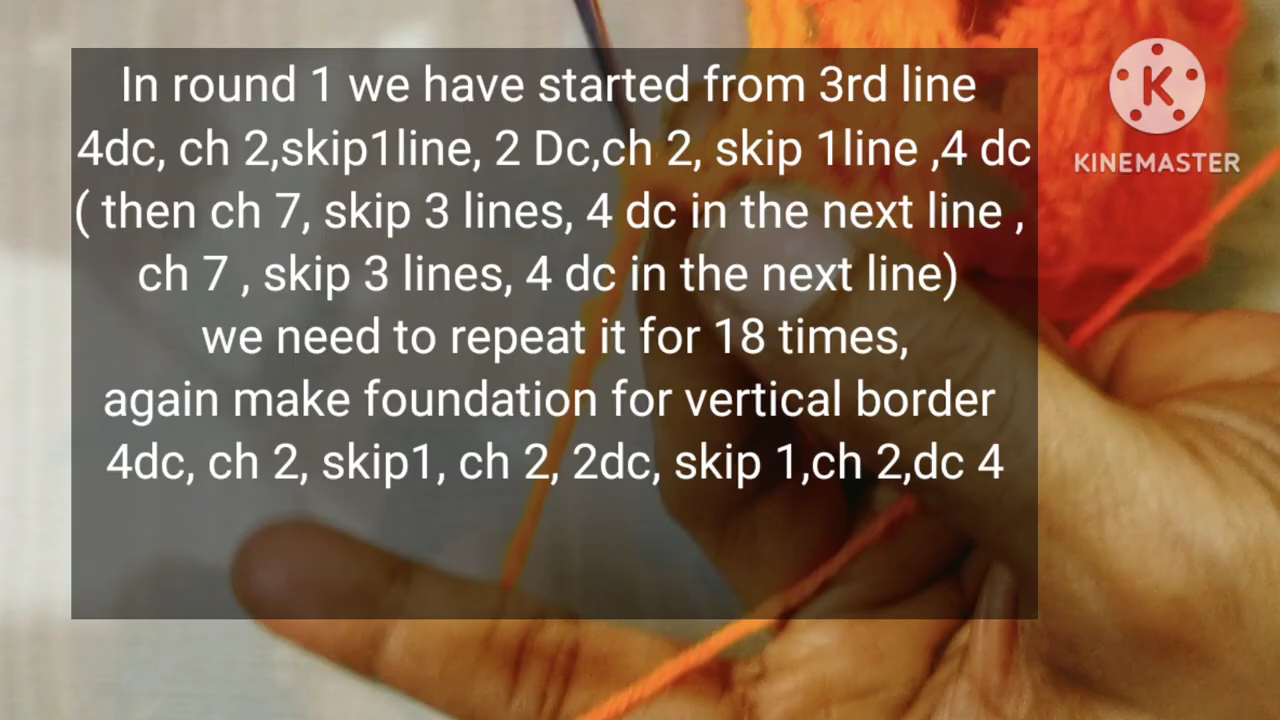 In round 1 we have started from 3rd line
4dc, ch 2,skip1line, 2 Dc,ch 2, skip 1line ,4 dc
( then ch 7, skip 3 lines, 4 dc in the next line ,
ch 7 , skip 3 lines, 4 dc in the next line)
we need to repeat it for 18 times,
again make foundation for vertical border
4dc, ch 2, skip1, ch 2, 2dc, skip 1,ch 2,dc 4
K
KINEMASTER